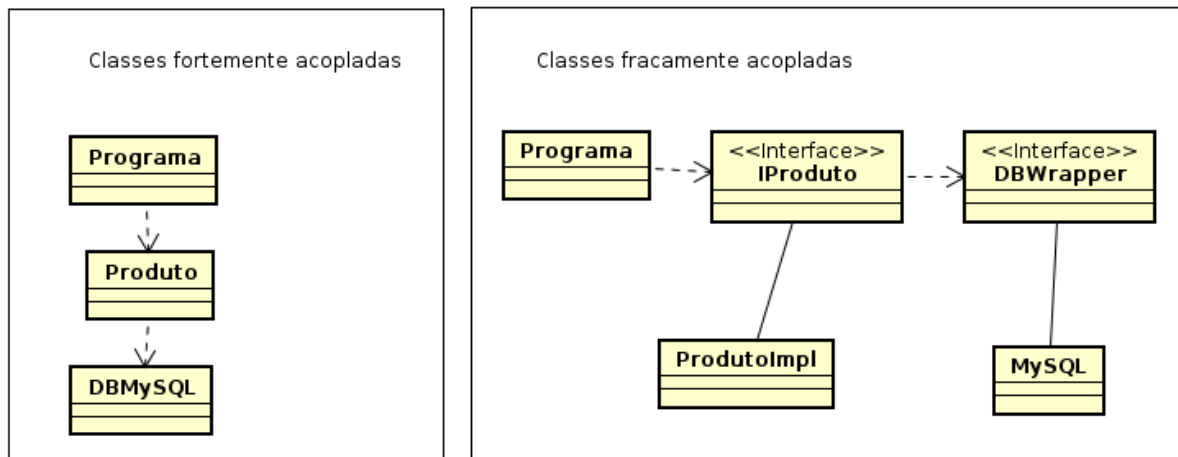 Classes fortemente acopladas
Programa
Produto
DBMySQL
Classes fracamente acopladas
Programa
<<Interface>>
IProduto
<<Interface>>
DBWrapper
ProdutoImpl
MySQL